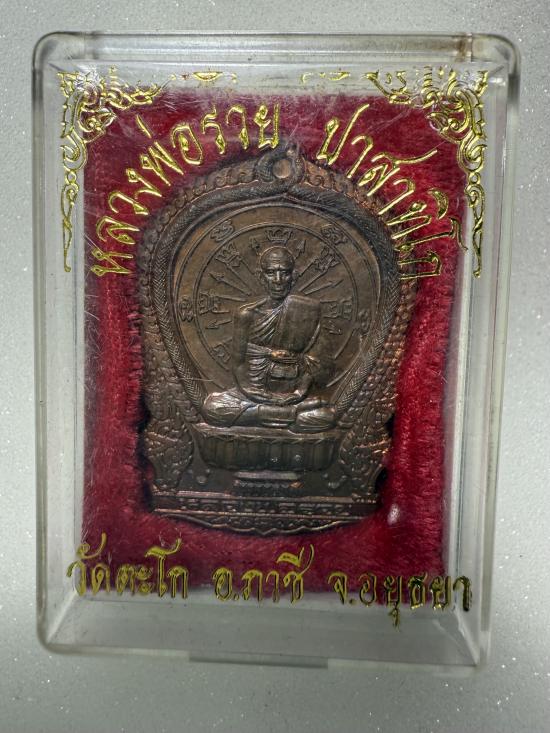 หลวงพ่อรวย ปาสาทิโก
วัดตะโก อ.ภาชี จ.อยุธยา